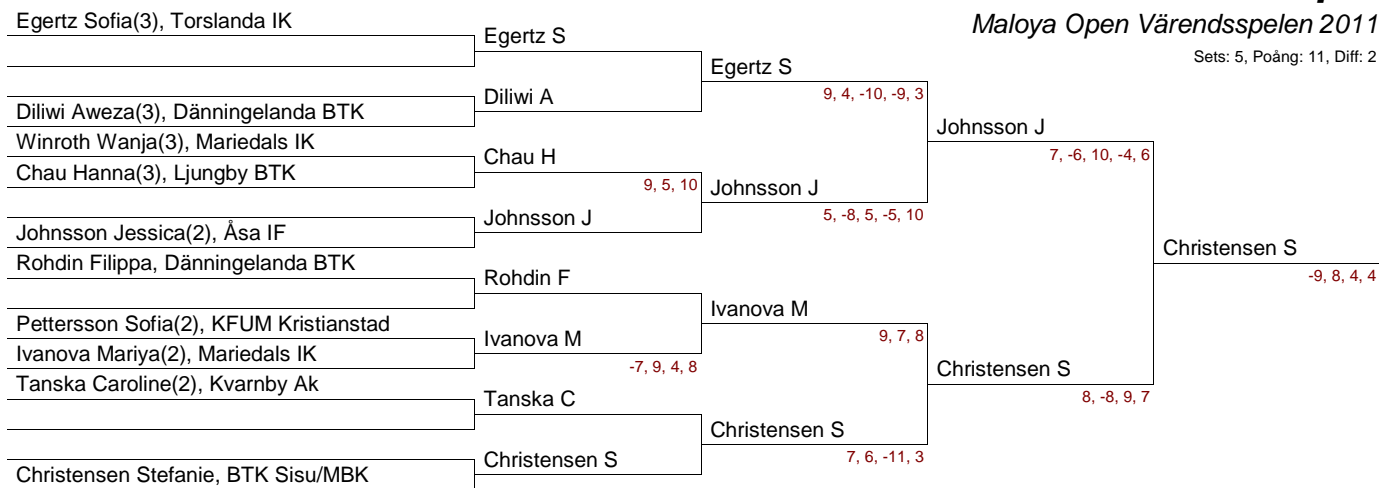 Maloya Open Värendsspelen 2011
Sets: 5, Poång: 11, Diff: 2
Egertz Sofia(3), Torslanda IK
Diliwi Aweza(3), Dänningelanda BTK
Winroth Wanja(3), Mariedals IK
Chau Hanna(3), Ljungby BTK
Johnsson Jessica(2), Åsa IF
Rohdin Filippa, Dänningelanda BTK
Pettersson Sofia(2), KFUM Kristianstad
Ivanova Mariya(2), Mariedals IK
Tanska Caroline(2), Kvarnby Ak
Christensen Stefanie, BTK Sisu/MBK
Egertz S
Diliwi A
Chau H
9, 5, 10
Johnsson J
Rohdin F
Ivanova M
-7, 9, 4, 8
Tanska C
Christensen S
Egertz S
9, 4, -10, -9, 3
Johnsson J
5, -8, 5, -5, 10
Ivanova M
9, 7, 8
Christensen S
7, 6, -11, 3
Johnsson J
7, -6, 10, -4, 6
Christensen S
8, -8, 9, 7
Christensen S
-9, 8, 4, 4